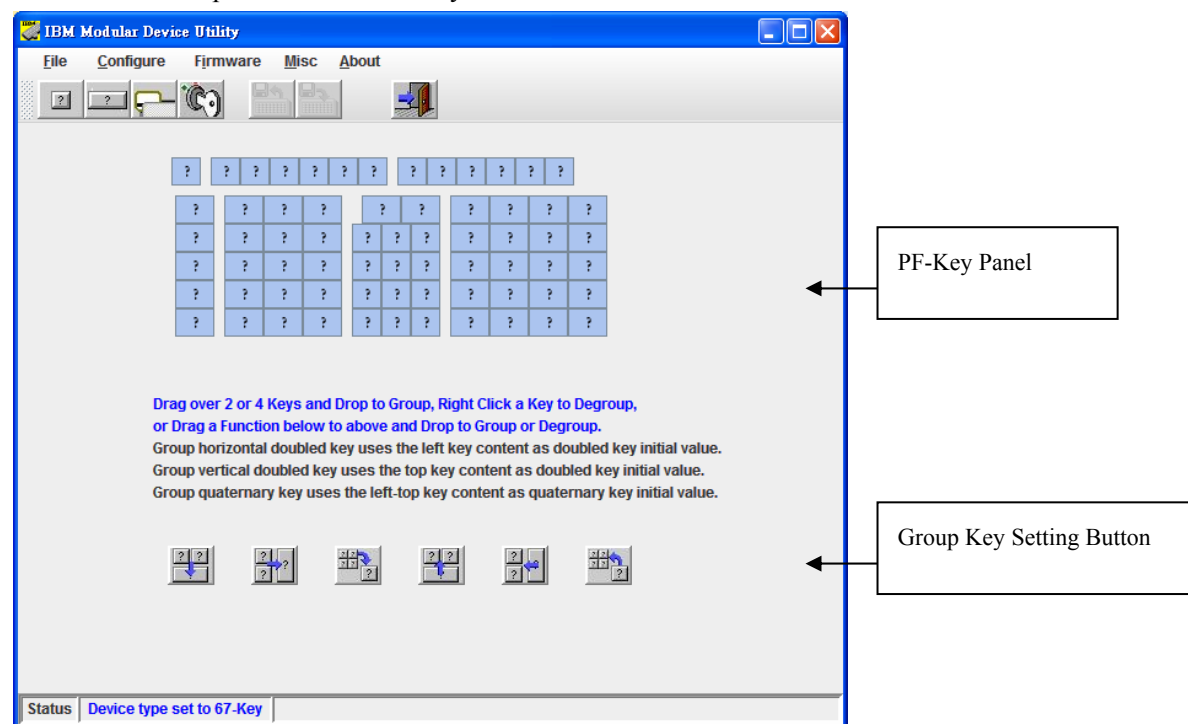 IBM Modular Device Utility
File Configure Firmware Misc About
? ?
? ? ? ? ? ? ? ? ? ? ? ? ?
? ? ? ? ? ? ? ? ? ?
? ? ? ? ? ? ? ? ? ? ?
? ? ? ? ? ? ? ? ? ? ?
? ? ? ? ? ? ? ? ? ? ?
? ? ? ? ? ? ? ? ? ? ?
PF-Key Panel
Drag over 2 or 4 Keys and Drop to Group, Right Click a Key to Degroup,
or Drag a Function below to above and Drop to Group or Degroup.
Group horizontal doubled key uses the left key content as doubled key initial value.
Group vertical doubled key uses the top key content as doubled key initial value.
Group quaternary key uses the left-top key content as quaternary key initial value.
Group Key Setting Button
Status Device type set to 67-Key